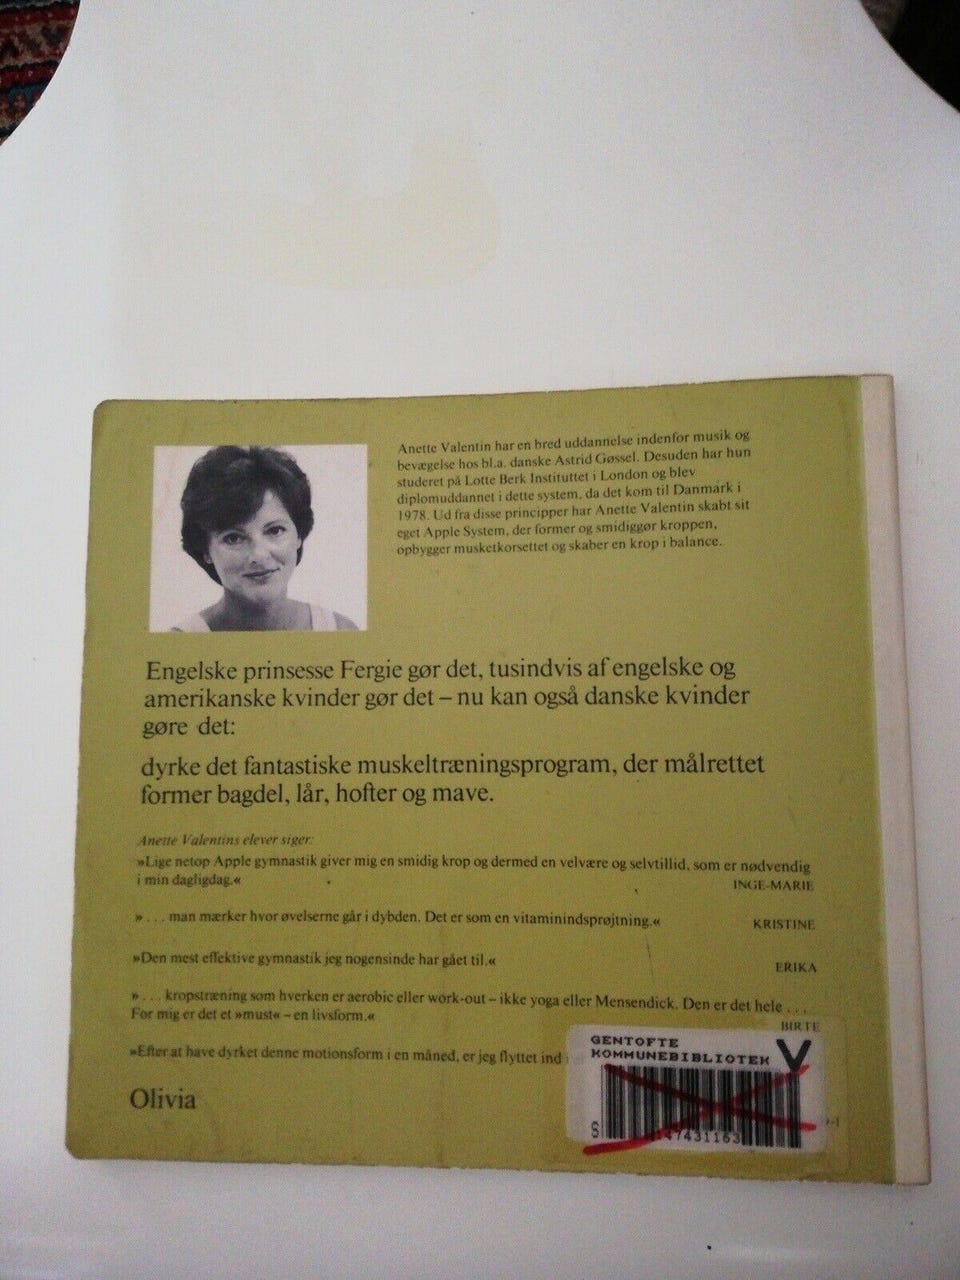 Anette Valentin har en bred uddannelse indenfor musik og
bevægelse hos bl.a. danske Astrid Gøssel. Desuden har hun
studeret på Lotte Berk Instituttet i London og blev
diplomuddannet i dette system, da det kom til Danmark i
1978. Ud fra disse principper har Anette Valentin skabt sit
eget Apple System, der former og smidiggør kroppen,
opbygger musketkorsettet og skaber en krop i balance.
Engelske prinsesse Fergie gør det, tusindvis af engelske og
amerikanske kvinder gør det – nu kan også danske kvinder
gøre det:
dyrke det fantastiske muskeltræningsprogram, der målrettet
former bagdel, lår, hofter og mave.
Anette Valentins elever siger:
»Lige netop Apple gymnastik giver mig en smidig krop og dermed en velvære og selvtillid, som er nødvendig
i min dagligdag.«
INGE-MARIE
» . . . man mærker hvor øvelserne går i dybden. Det er som en vitaminindsprøjtning.«
KRISTINE
»Den mest effektive gymnastik jeg nogensinde har gået til.«
ERIKA
» . . . kropstræning som hverken er aerobic eller work-out – ikke yoga eller Mensendick. Den er det hele . . .
For mig er det et »must« – en livsform.«
BIRTE
»Efter at have dyrket denne motionsform i en måned, er jeg flyttet ind i
Olivia
GENTOFTE
KOMMUNEBIBLIOTEK V
S
47431163